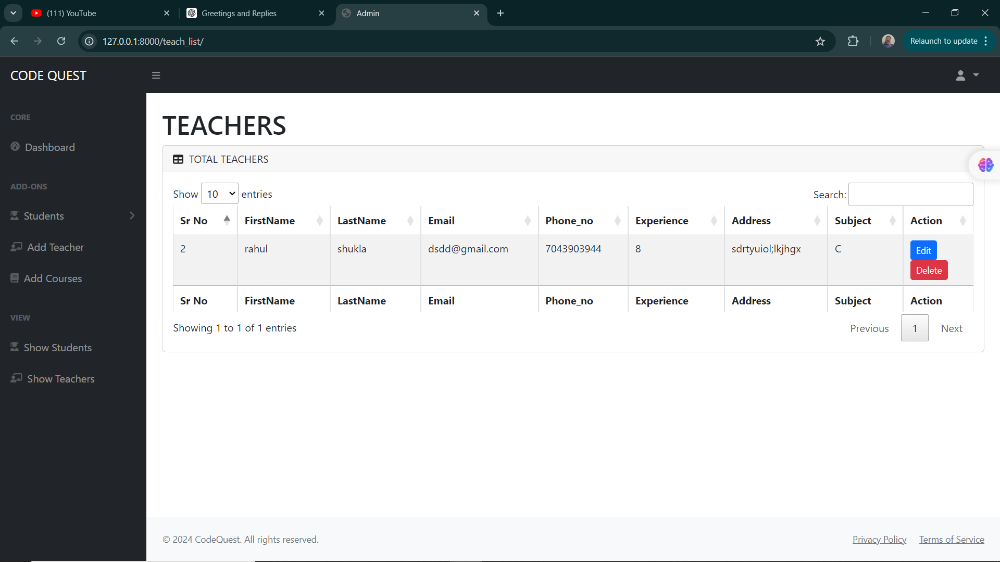 (111) YouTube
Greetings and Replies
Admin
127.0.0.1:8000/teach_list/
Relaunch to update
CODE QUEST
CORE
Dashboard
ADD-ONS
Students
Add Teacher
Add Courses
VIEW
Show Students
Show Teachers
TEACHERS
TOTAL TEACHERS
Show 10 entries
Search:
Sr No FirstName LastName Email Phone_no Experience Address Subject Action
2 rahul shukla dsdd@gmail.com 7043903944 8 sdrtyuiol;lkjhgx C Edit
Delete
Sr No FirstName LastName Email Phone_no Experience Address Subject Action
Showing 1 to 1 of 1 entries
Previous 1 Next
© 2024 CodeQuest. All rights reserved.
Privacy Policy Terms of Service